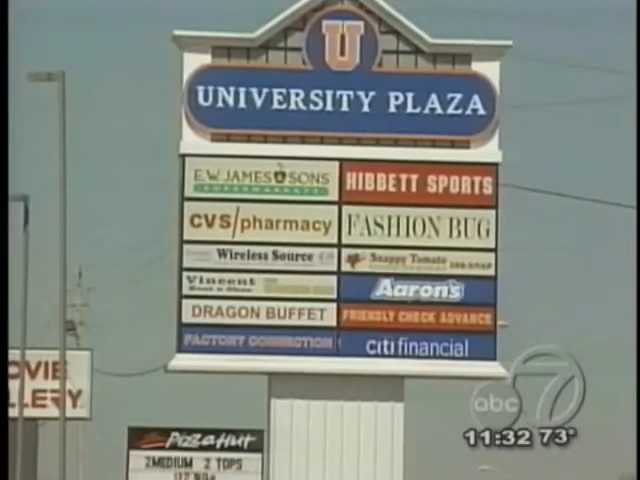 U
UNIVERSITY PLAZA
E.W. JAMES & SONS
SUPERMARKETS
HIBBETT SPORTS
CVS/pharmacy
FASHION BUG
Wireless Source
Snappy Tomato
Vincent
Aaron's
DRAGON BUFFET
FRIENDLY CHECK ADVANCE
FACTORY CONNECTION
citifinancial
OVIE
LLERY
Pizza Hut
2MEDIUM 2 TOPS
abc 7
11:32 73°